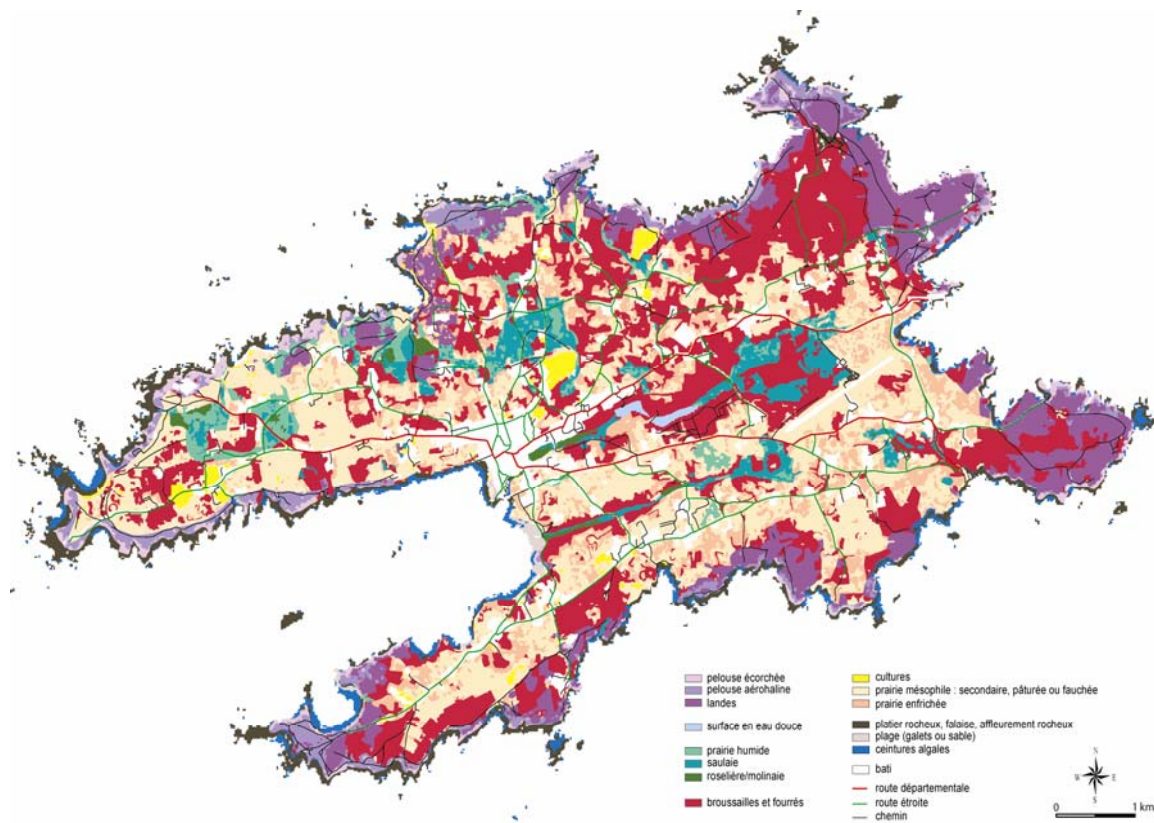 pelouse écorchée
pelouse aérohaline
landes
surface en eau douce
prairie humide
saulaie
roselière/molinaie
broussailles et fourrés
cultures
prairie mésophile : secondaire, pâturée ou fauchée
prairie enfrichée
platier rocheux, falaise, affleurement rocheux
plage (galets ou sable)
ceintures algales
bati
route départementale
route étroite
chemin
N
W E
S
0 1 km